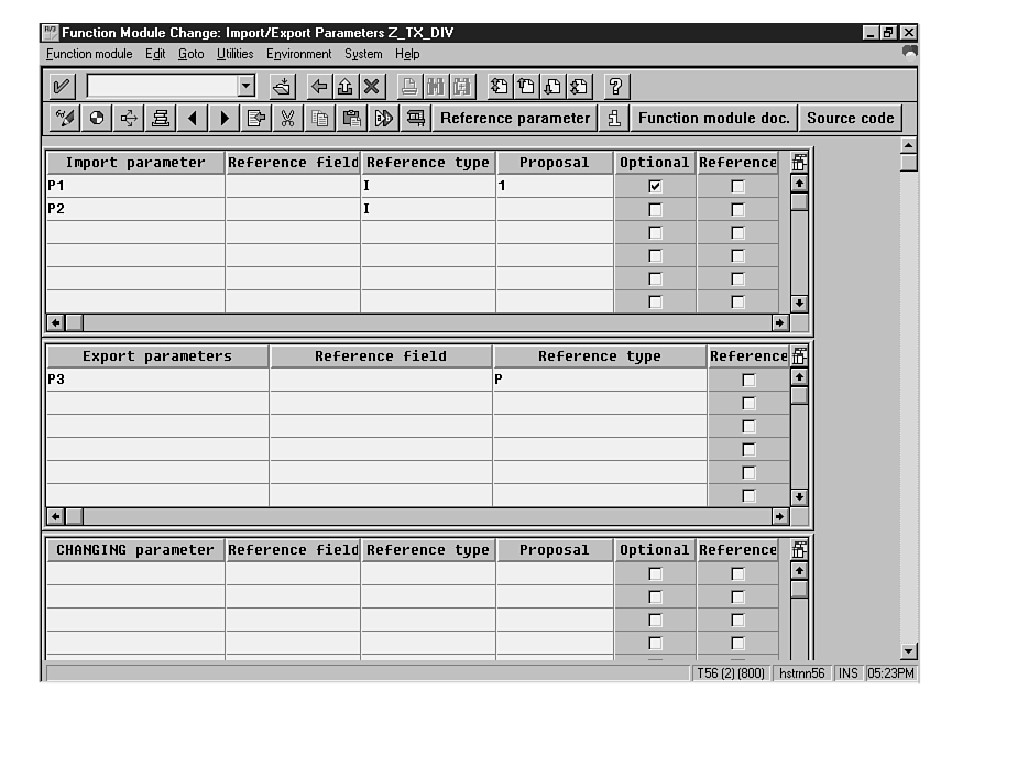 Function Module Change: Import/Export Parameters Z_TX_DIV
Function module Edit Goto Utilities Environment System Help
Reference parameter Function module doc. Source code
Import parameter Reference field Reference type Proposal Optional Reference
P1 I 1
P2 I
Export parameters Reference field Reference type Reference
P3 P
CHANGING parameter Reference field Reference type Proposal Optional Reference
T56 (2) (800) hstrnn56 INS 05:23PM